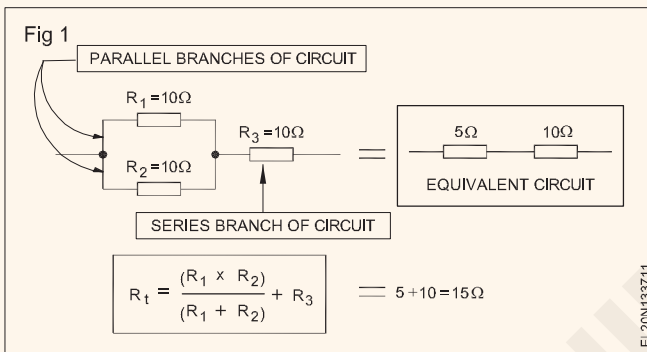 Fig 1
PARALLEL BRANCHES OF CIRCUIT
R1 =10Ω
R2 =10Ω
R3 =10Ω
=
5Ω 10Ω
EQUIVALENT CIRCUIT
SERIES BRANCH OF CIRCUIT
Rt = (R1 x R2) / (R1 + R2) + R3 = 5+10=15Ω
EL20N133711